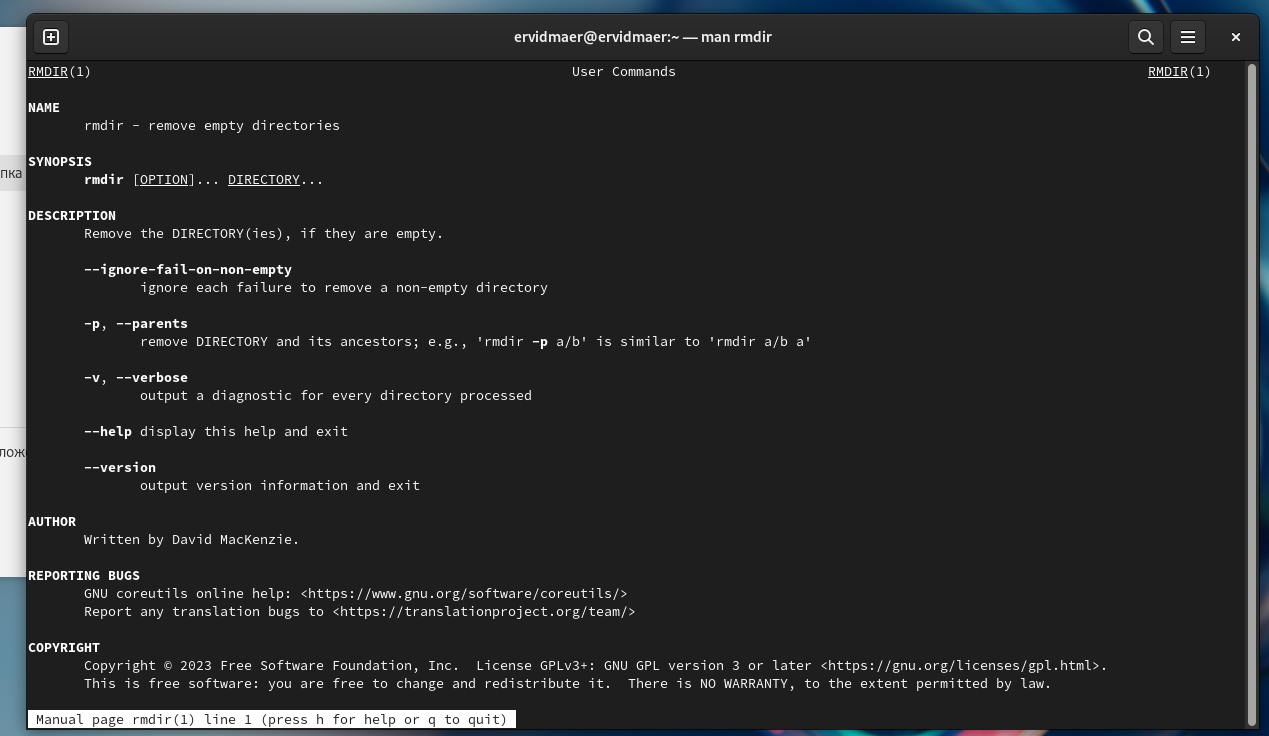 ervidmaer@ervidmaer:~ — man rmdir
RMDIR(1) User Commands RMDIR(1)
NAME
rmdir - remove empty directories
SYNOPSIS
rmdir [OPTION]... DIRECTORY...
DESCRIPTION
Remove the DIRECTORY(ies), if they are empty.
--ignore-fail-on-non-empty
ignore each failure to remove a non-empty directory
-p, --parents
remove DIRECTORY and its ancestors; e.g., 'rmdir -p a/b' is similar to 'rmdir a/b a'
-v, --verbose
output a diagnostic for every directory processed
--help display this help and exit
--version
output version information and exit
AUTHOR
Written by David MacKenzie.
REPORTING BUGS
GNU coreutils online help: <https://www.gnu.org/software/coreutils/>
Report any translation bugs to <https://translationproject.org/team/>
COPYRIGHT
Copyright © 2023 Free Software Foundation, Inc.  License GPLv3+: GNU GPL version 3 or later <https://gnu.org/licenses/gpl.html>.
This is free software: you are free to change and redistribute it.  There is NO WARRANTY, to the extent permitted by law.
Manual page rmdir(1) line 1 (press h for help or q to quit)